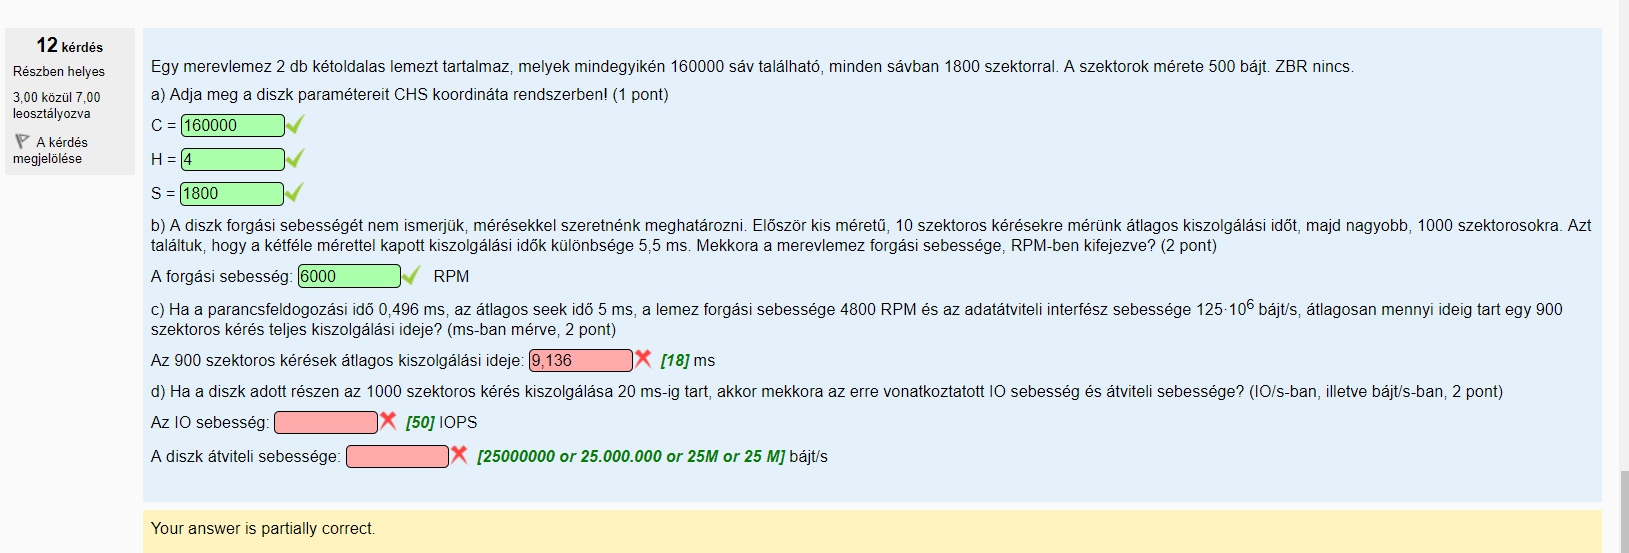 12 kérdés
Részben helyes
3,00 közül 7,00
leosztályozva
A kérdés
megjelölése
Egy merevlemez 2 db kétoldalas lemezt tartalmaz, melyek mindegyikén 160000 sáv található, minden sávban 1800 szektorral. A szektorok mérete 500 bájt. ZBR nincs.
a) Adja meg a diszk paramétereit CHS koordináta rendszerben! (1 pont)
C = 160000
H = 4
S = 1800
b) A diszk forgási sebességét nem ismerjük, mérésekkel szeretnénk meghatározni. Először kis méretű, 10 szektoros kérésekre mérünk átlagos kiszolgálási időt, majd nagyobb, 1000 szektorosokra. Azt
találtuk, hogy a kétféle mérettel kapott kiszolgálási idők különbsége 5,5 ms. Mekkora a merevlemez forgási sebessége, RPM-ben kifejezve? (2 pont)
A forgási sebesség: 6000 RPM
c) Ha a parancsfeldogozási idő 0,496 ms, az átlagos seek idő 5 ms, a lemez forgási sebessége 4800 RPM és az adatátviteli interfész sebessége 125·10⁶ bájt/s, átlagosan mennyi ideig tart egy 900
szektoros kérés teljes kiszolgálási ideje? (ms-ban mérve, 2 pont)
Az 900 szektoros kérések átlagos kiszolgálási ideje: 9,136 [18] ms
d) Ha a diszk adott részen az 1000 szektoros kérés kiszolgálása 20 ms-ig tart, akkor mekkora az erre vonatkoztatott IO sebesség és átviteli sebessége? (IO/s-ban, illetve bájt/s-ban, 2 pont)
Az IO sebesség: [50] IOPS
A diszk átviteli sebessége: [25000000 or 25.000.000 or 25M or 25 M] bájt/s
Your answer is partially correct.